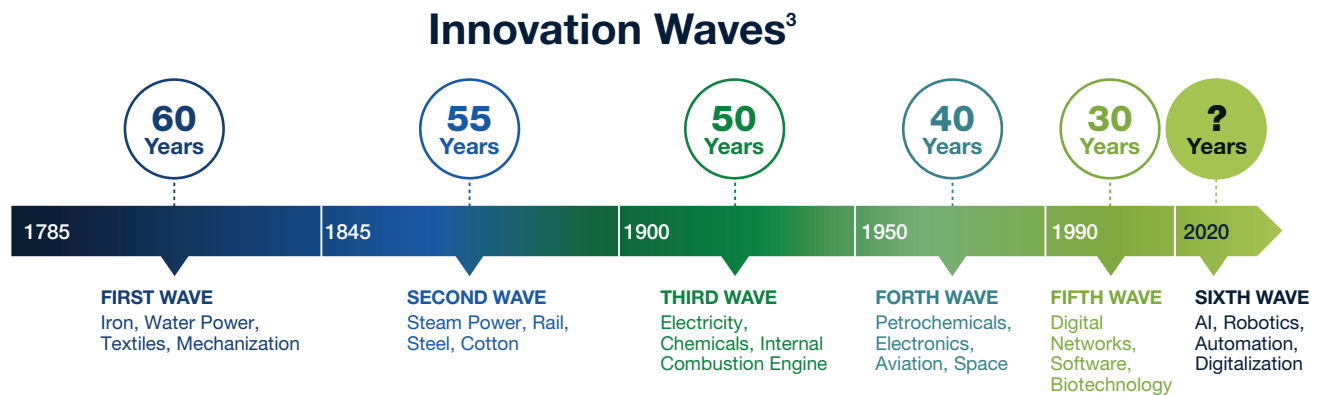 Innovation Waves³
60
Years
55
Years
50
Years
40
Years
30
Years
?
Years
1785
1845
1900
1950
1990
2020
FIRST WAVE
Iron, Water Power,
Textiles, Mechanization
SECOND WAVE
Steam Power, Rail,
Steel, Cotton
THIRD WAVE
Electricity,
Chemicals, Internal
Combustion Engine
FORTH WAVE
Petrochemicals,
Electronics,
Aviation, Space
FIFTH WAVE
Digital
Networks,
Software,
Biotechnology
SIXTH WAVE
AI, Robotics,
Automation,
Digitalization